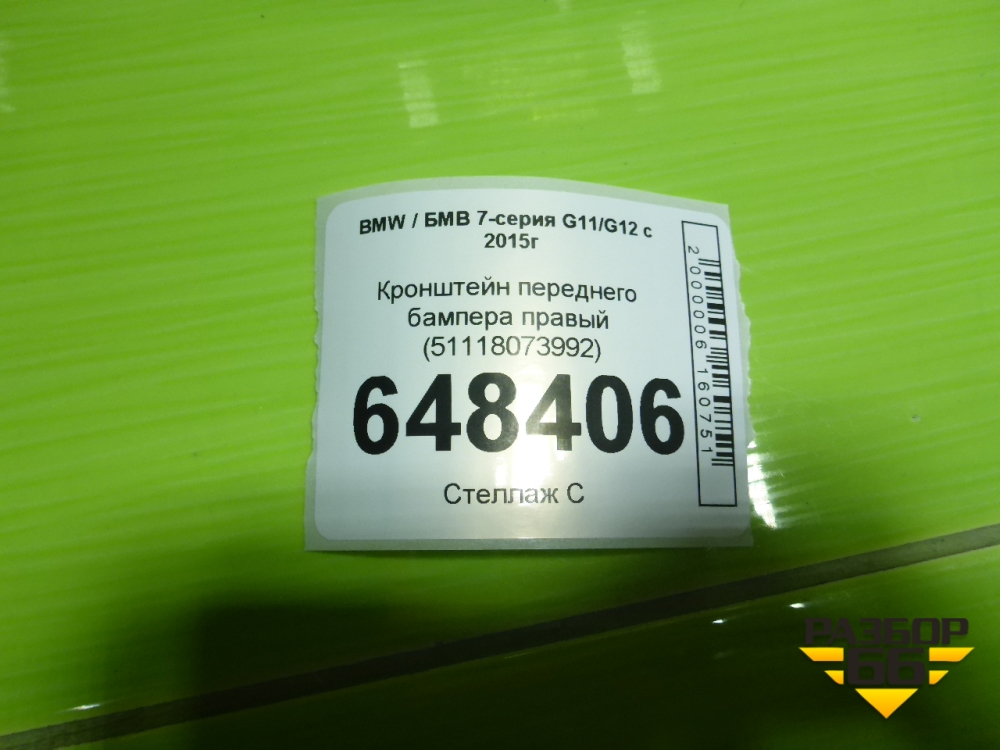 BMW / БМВ 7-серия G11/G12 с
2015г
Кронштейн переднего
бампера правый
(51118073992)
648406
Стеллаж С
2000006160751
РАЗБОР
66